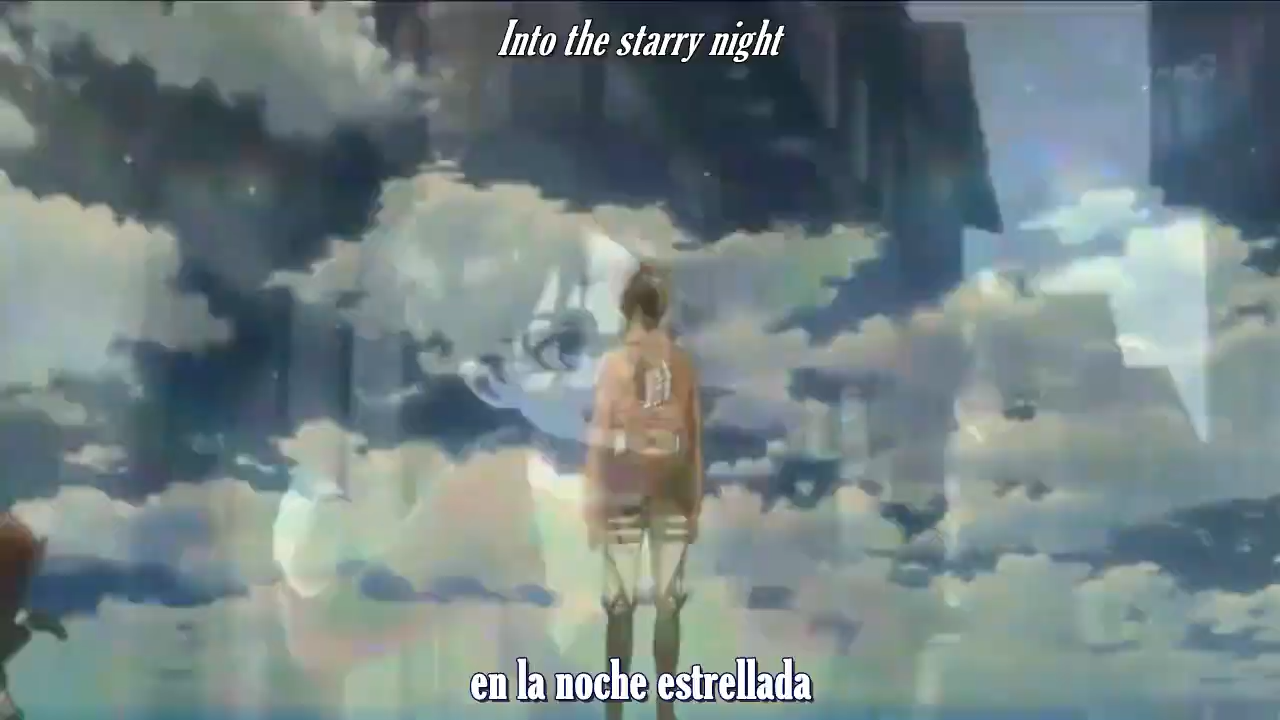 Into the starry night
en la noche estrellada